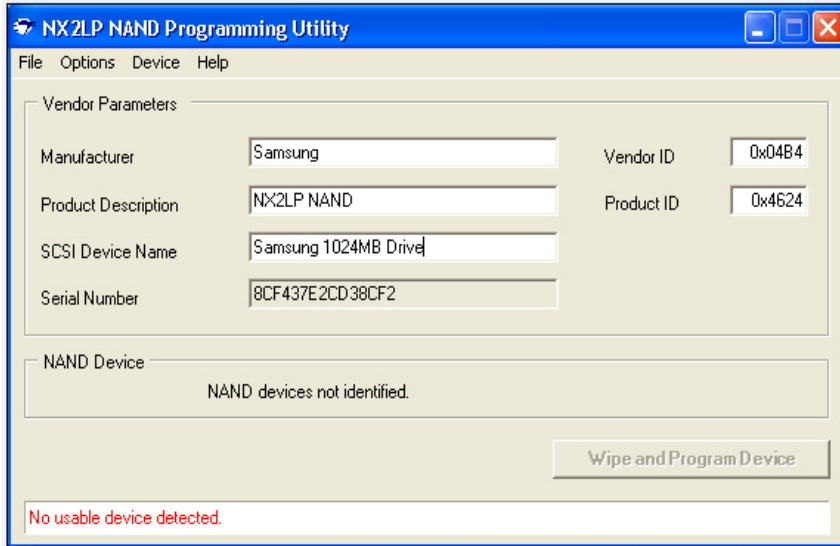 NX2LP NAND Programming Utility
File Options Device Help
Vendor Parameters
Manufacturer Samsung Vendor ID 0x04B4
Product Description NX2LP NAND Product ID 0x4624
SCSI Device Name Samsung 1024MB Drive
Serial Number 8CF437E2CD38CF2
NAND Device
NAND devices not identified.
Wipe and Program Device
No usable device detected.